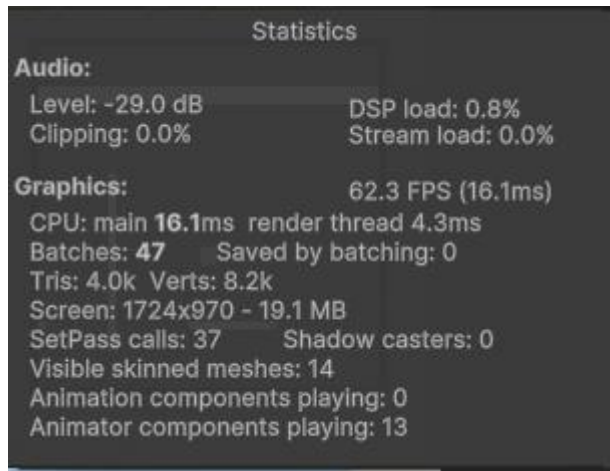 Statistics
Audio:
Level: -29.0 dB DSP load: 0.8%
Clipping: 0.0% Stream load: 0.0%
Graphics: 62.3 FPS (16.1ms)
CPU: main 16.1ms render thread 4.3ms
Batches: 47 Saved by batching: 0
Tris: 4.0k Verts: 8.2k
Screen: 1724x970 - 19.1 MB
SetPass calls: 37 Shadow casters: 0
Visible skinned meshes: 14
Animation components playing: 0
Animator components playing: 13